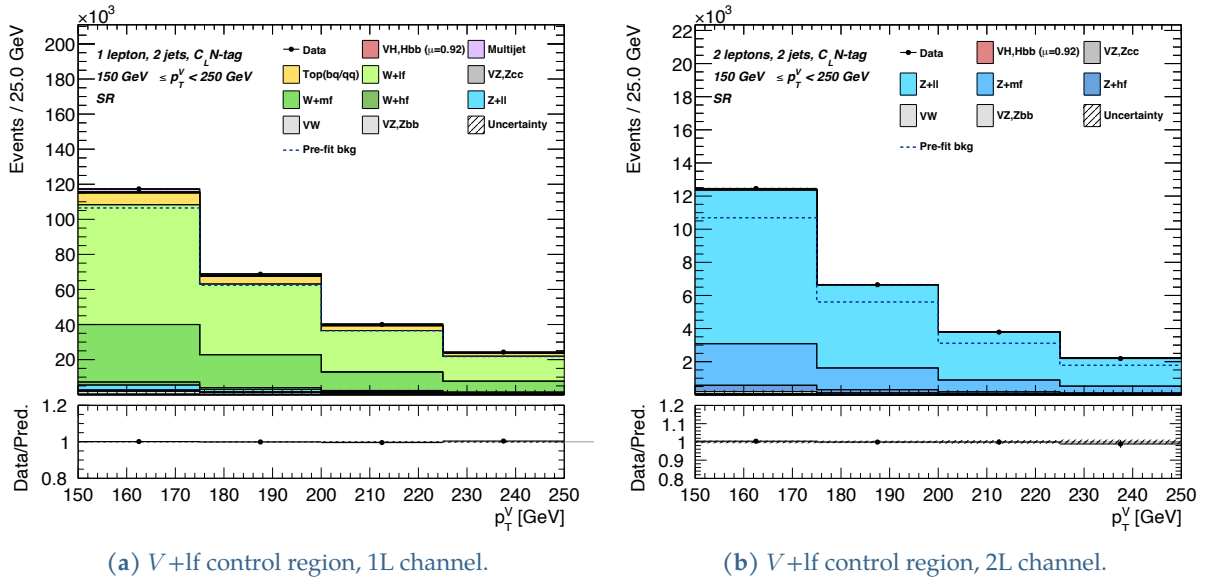 ×10³
Events / 25.0 GeV
200
180
160
140
120
100
80
60
40
20
1 lepton, 2 jets, C_L N-tag
150 GeV ≤ p_T^V < 250 GeV
SR
Data
VH,Hbb (μ=0.92)
Multijet
Top(bq/qq)
W+lf
VZ,Zcc
W+mf
W+hf
Z+ll
VW
VZ,Zbb
Uncertainty
Pre-fit bkg
Data/Pred.
1.2
1
0.8
150 160 170 180 190 200 210 220 230 240 250
p_T^V [GeV]
(a) V+lf control region, 1L channel.
×10³
Events / 25.0 GeV
22
20
18
16
14
12
10
8
6
4
2
2 leptons, 2 jets, C_L N-tag
150 GeV ≤ p_T^V < 250 GeV
SR
Data
VH,Hbb (μ=0.92)
VZ,Zcc
Z+ll
Z+mf
Z+hf
VW
VZ,Zbb
Uncertainty
Pre-fit bkg
Data/Pred.
1.2
1.1
1
0.9
0.8
150 160 170 180 190 200 210 220 230 240 250
p_T^V [GeV]
(b) V+lf control region, 2L channel.